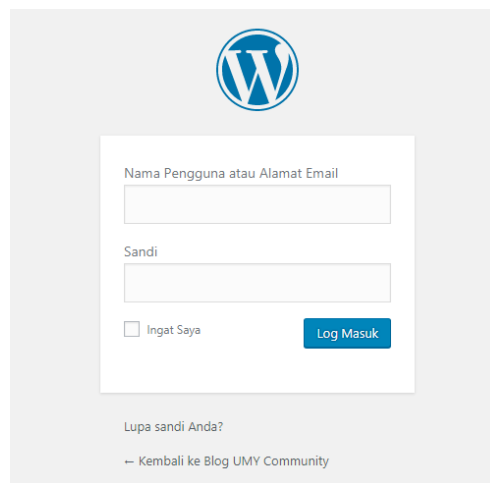 Nama Pengguna atau Alamat Email
Sandi
Ingat Saya
Log Masuk
Lupa sandi Anda?
← Kembali ke Blog UMY Community